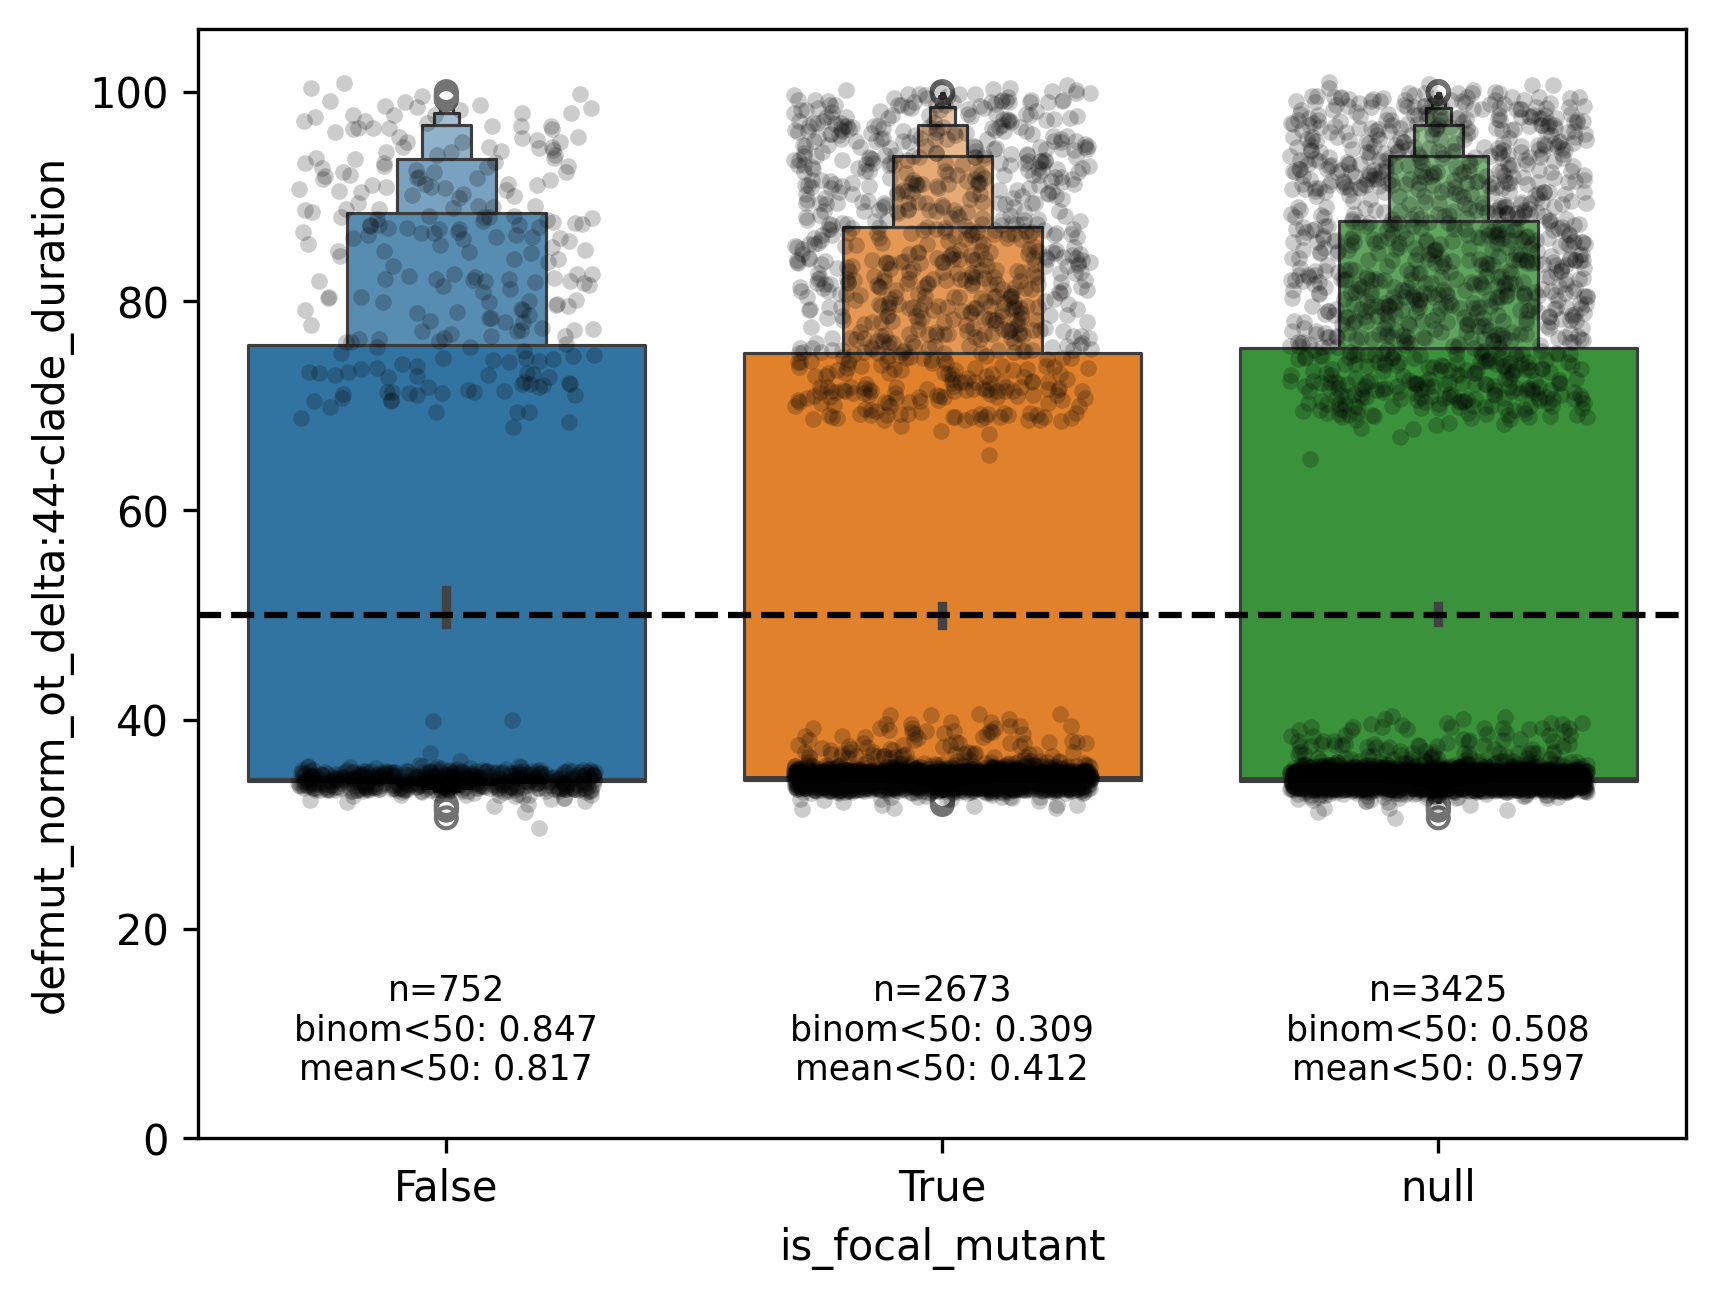 defmut_norm_ot_delta:44-clade_duration
100
80
60
40
20
0
n=752
binom<50: 0.847
mean<50: 0.817
n=2673
binom<50: 0.309
mean<50: 0.412
n=3425
binom<50: 0.508
mean<50: 0.597
False
True
null
is_focal_mutant